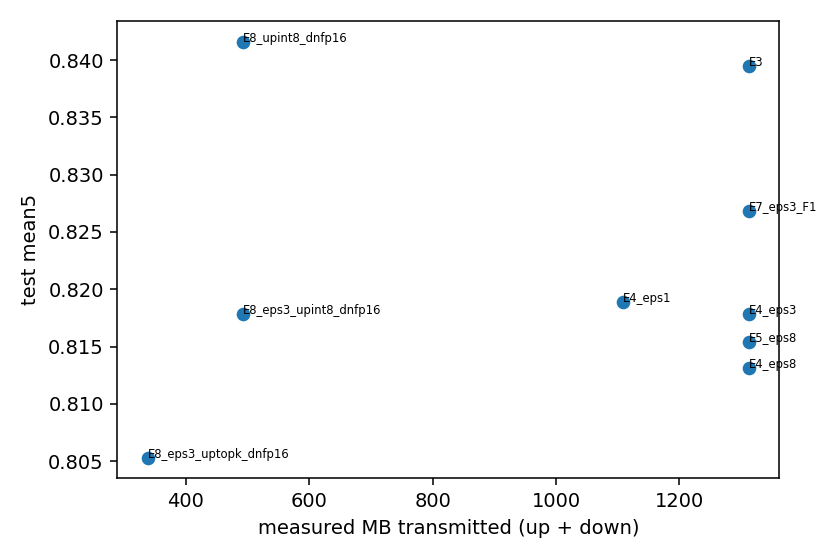 E8_upint8_dnfp16
E3
0.840
0.835
0.830
E7_eps3_F1
0.825
0.820
E4_eps1
E8_eps3_upint8_dnfp16
E4_eps3
0.815
E5_eps8
E4_eps8
0.810
0.805
E8_eps3_uptopk_dnfp16
test mean5
400 600 800 1000 1200
measured MB transmitted (up + down)